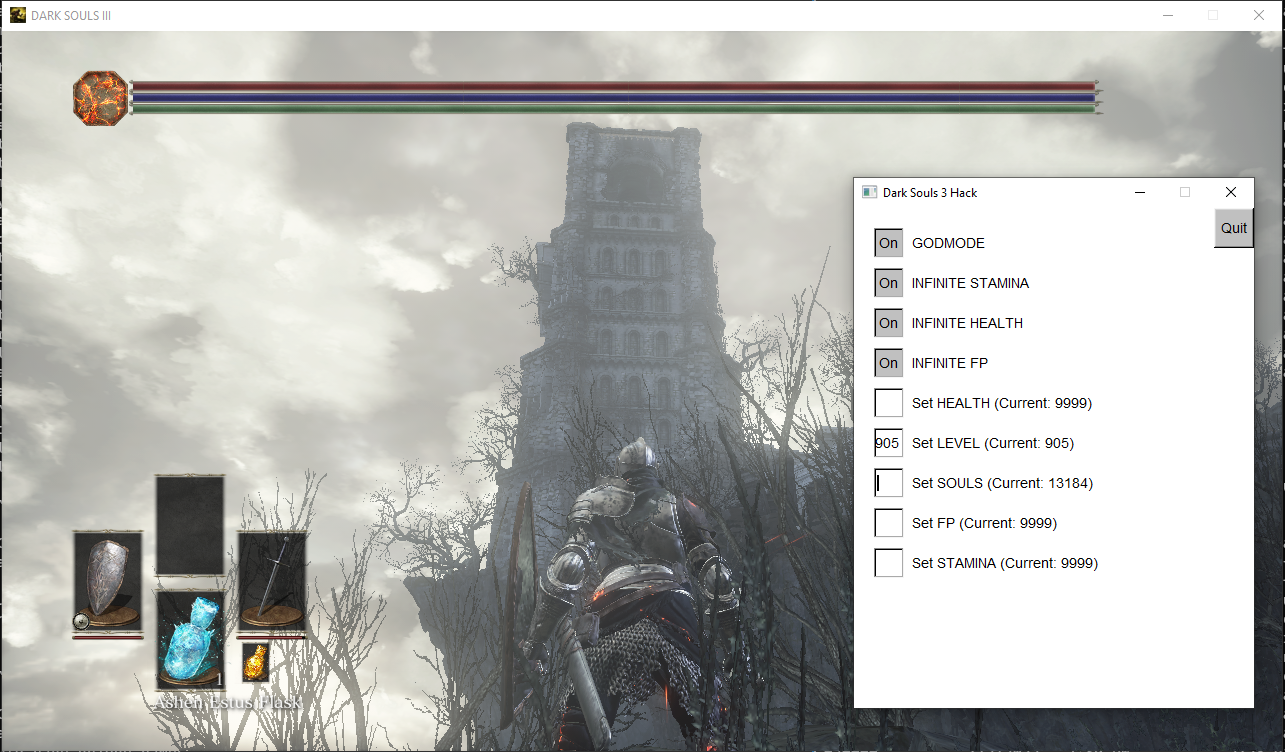 DARK SOULS III
Dark Souls 3 Hack
Quit
On GODMODE
On INFINITE STAMINA
On INFINITE HEALTH
On INFINITE FP
Set HEALTH (Current: 9999)
905 Set LEVEL (Current: 905)
Set SOULS (Current: 13184)
Set FP (Current: 9999)
Set STAMINA (Current: 9999)
1
Ashen Estus Flask